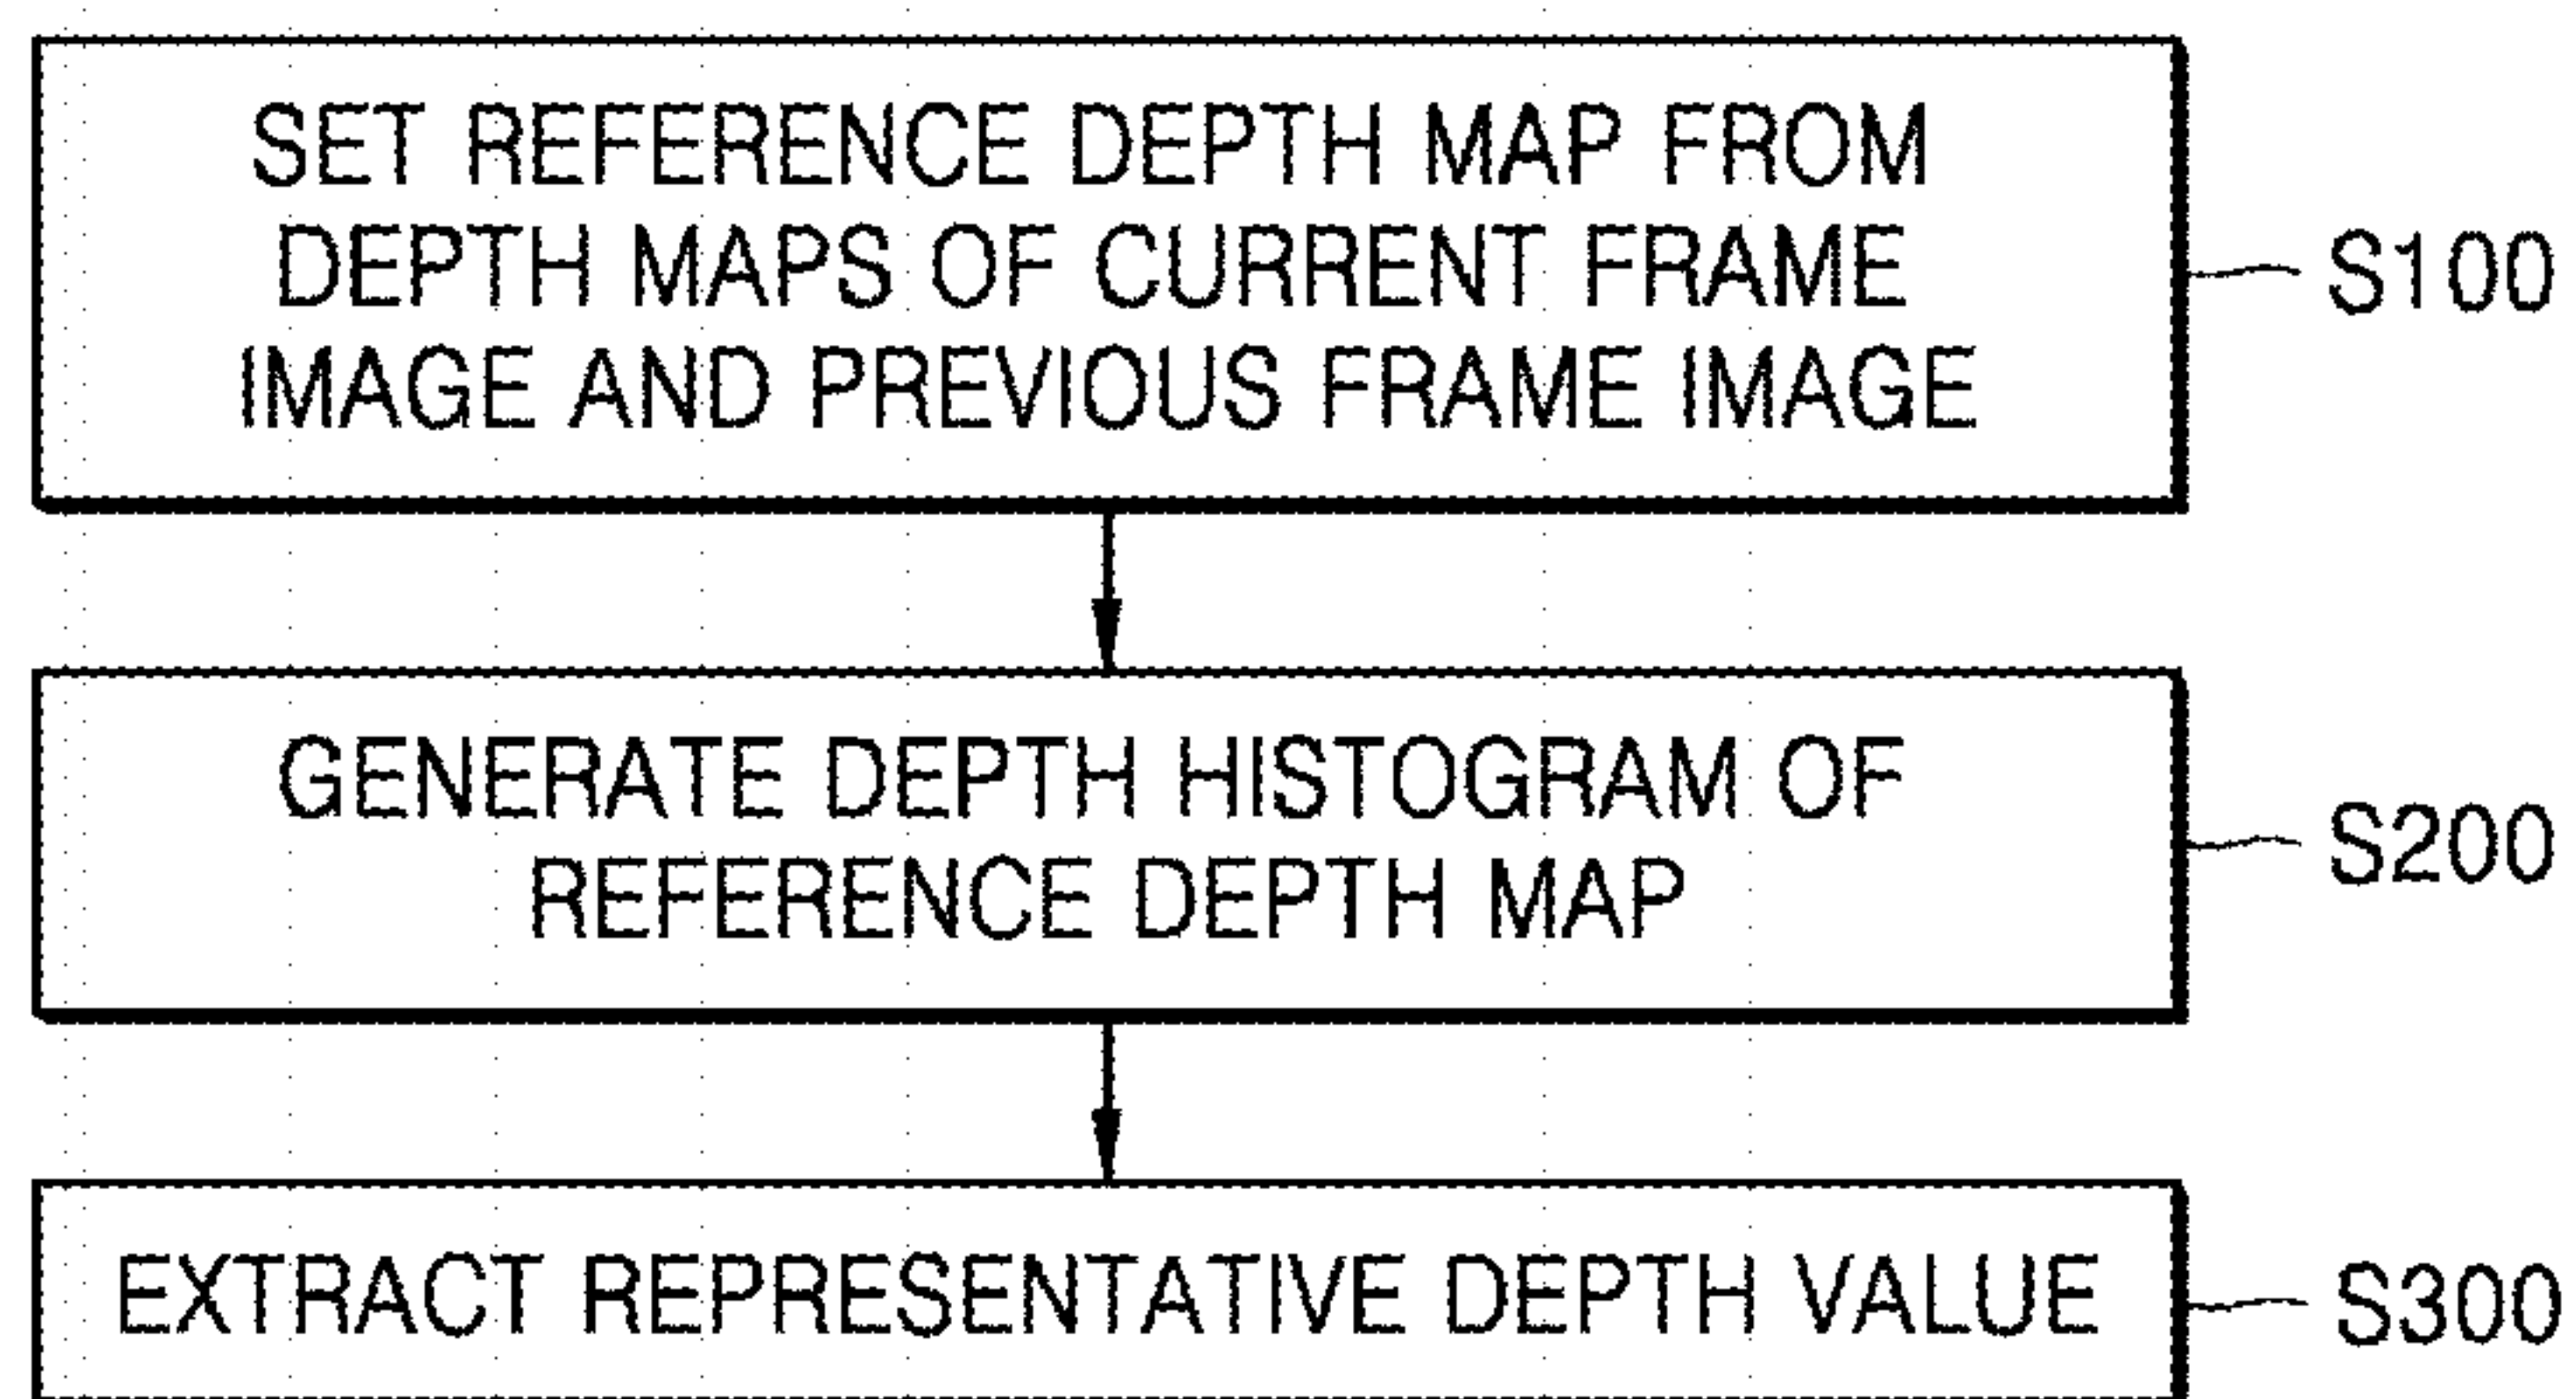 SET REFERENCE DEPTH MAP FROM
DEPTH MAPS OF CURRENT FRAME
IMAGE AND PREVIOUS FRAME IMAGE
S100
GENERATE DEPTH HISTOGRAM OF
REFERENCE DEPTH MAP
S200
EXTRACT REPRESENTATIVE DEPTH VALUE
S300